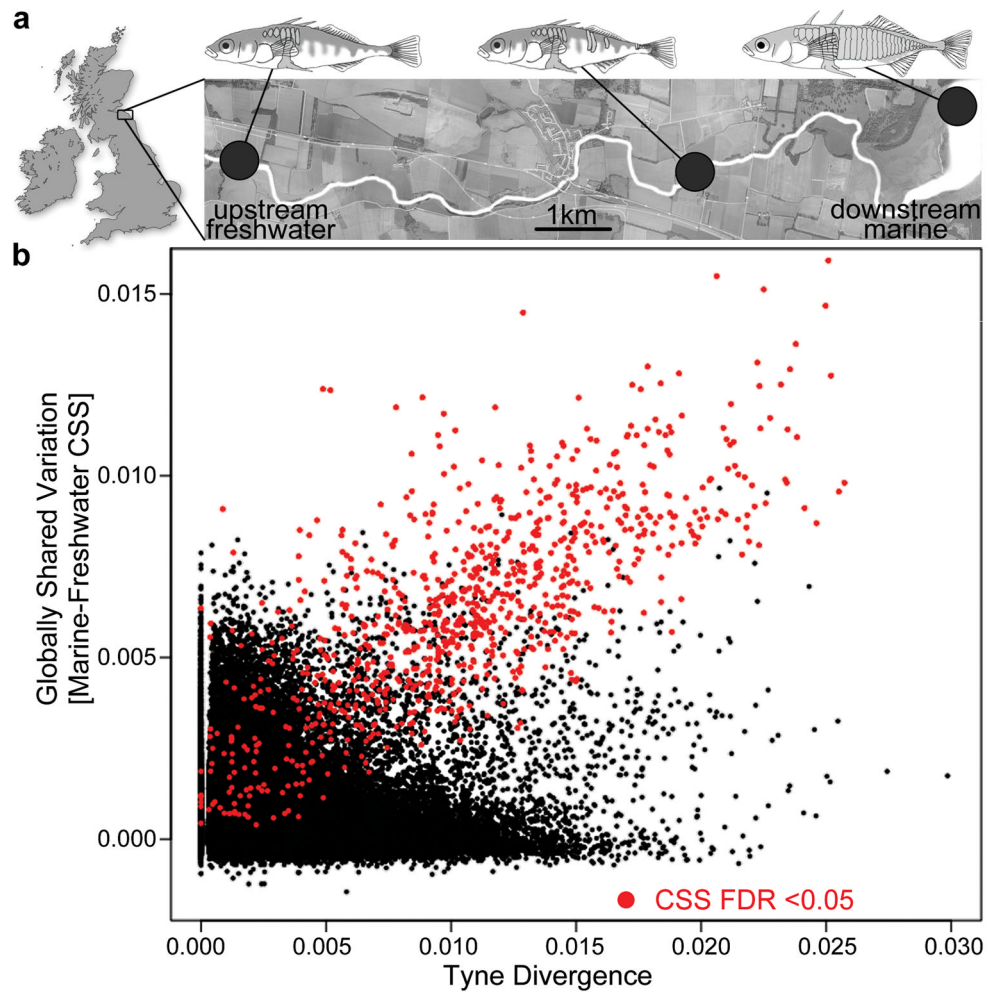 a
upstream
freshwater
1km
downstream
marine
b
Globally Shared Variation
[Marine-Freshwater CSS]
0.015
0.010
0.005
0.000
CSS FDR <0.05
0.000 0.005 0.010 0.015 0.020 0.025 0.030
Tyne Divergence